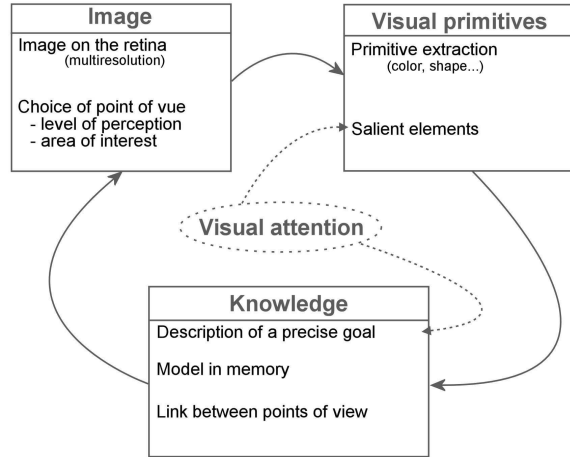 Image
Image on the retina
(multiresolution)
Choice of point of vue
- level of perception
- area of interest
Visual primitives
Primitive extraction
(color, shape...)
Salient elements
Visual attention
Knowledge
Description of a precise goal
Model in memory
Link between points of view